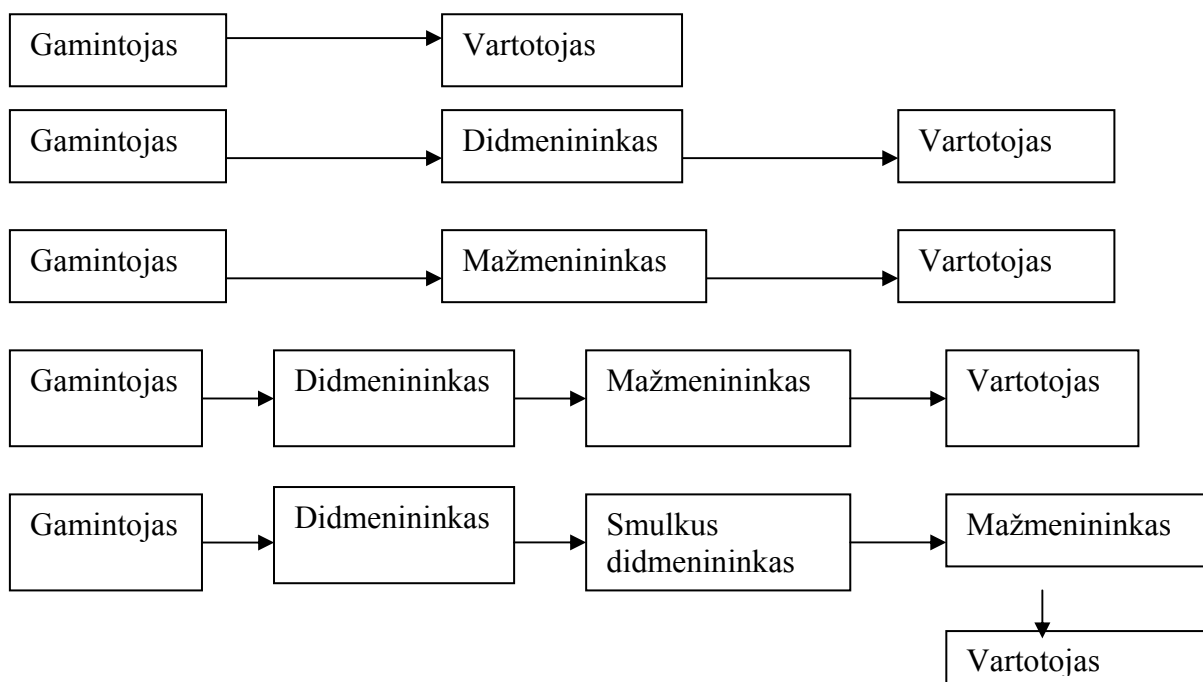 Gamintojas Vartotojas
Gamintojas Didmenininkas Vartotojas
Gamintojas Mažmenininkas Vartotojas
Gamintojas Didmenininkas Mažmenininkas Vartotojas
Gamintojas Didmenininkas Smulkus didmenininkas Mažmenininkas
Vartotojas